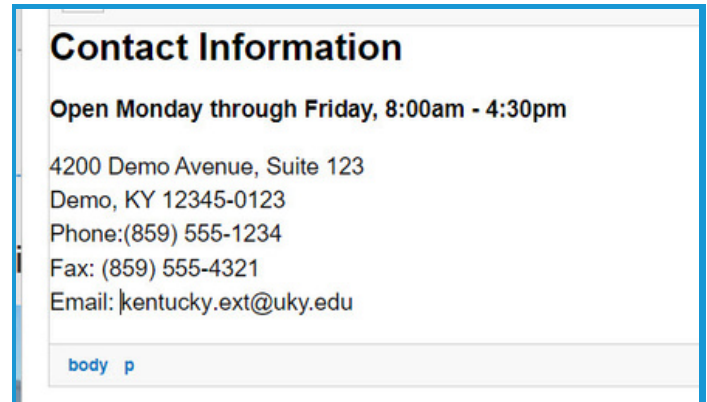 Contact Information
Open Monday through Friday, 8:00am - 4:30pm
4200 Demo Avenue, Suite 123
Demo, KY 12345-0123
Phone:(859) 555-1234
Fax: (859) 555-4321
Email: kentucky.ext@uky.edu
body p